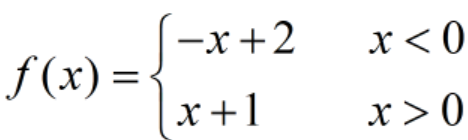 f(x) = { −x + 2    x < 0
x + 1    x > 0